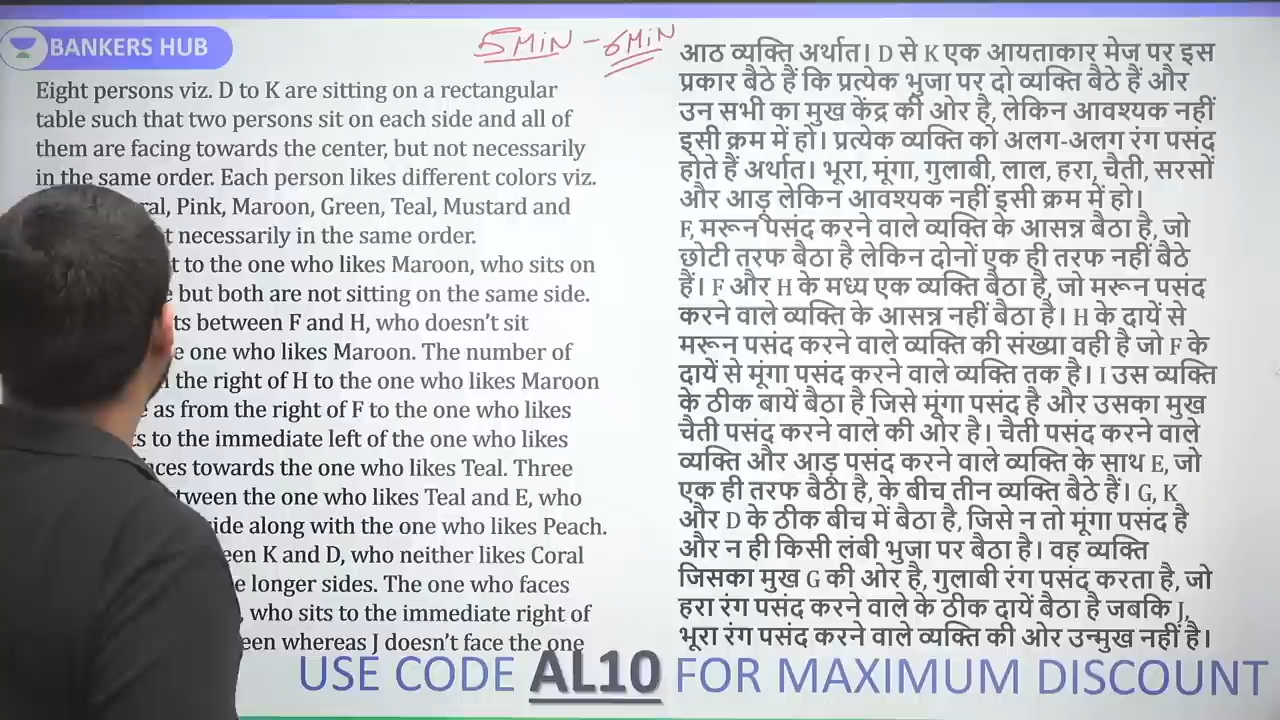 BANKERS HUB
5 MIN - 6 MIN
Eight persons viz. D to K are sitting on a rectangular
table such that two persons sit on each side and all of
them are facing towards the center, but not necessarily
in the same order. Each person likes different colors viz.
Pink, Maroon, Green, Teal, Mustard and
necessarily in the same order.
to the one who likes Maroon, who sits on
but both are not sitting on the same side.
between F and H, who doesn’t sit
one who likes Maroon. The number of
the right of H to the one who likes Maroon
as from the right of F to the one who likes
to the immediate left of the one who likes
towards the one who likes Teal. Three
between the one who likes Teal and E, who
along with the one who likes Peach.
K and D, who neither likes Coral
longer sides. The one who faces
, who sits to the immediate right of
whereas J doesn’t face the one
आठ व्यक्ति अर्थात। D से K एक आयताकार मेज पर इस
प्रकार बैठे हैं कि प्रत्येक भुजा पर दो व्यक्ति बैठे हैं और
उन सभी का मुख केंद्र की ओर है, लेकिन आवश्यक नहीं
इसी क्रम में हो। प्रत्येक व्यक्ति को अलग-अलग रंग पसंद
होते हैं अर्थात। भूरा, मूंगा, गुलाबी, लाल, हरा, चैती, सरसों
और आड़ू लेकिन आवश्यक नहीं इसी क्रम में हो।
F, मरून पसंद करने वाले व्यक्ति के आसन्न बैठा है, जो
छोटी तरफ बैठा है लेकिन दोनों एक ही तरफ नहीं बैठे
हैं। F और H के मध्य एक व्यक्ति बैठा है, जो मरून पसंद
करने वाले व्यक्ति के आसन्न नहीं बैठा है। H के दायें से
मरून पसंद करने वाले व्यक्ति की संख्या वही है जो F के
दायें से मूंगा पसंद करने वाले व्यक्ति तक है। I उस व्यक्ति
के ठीक बायें बैठा है जिसे मूंगा पसंद है और उसका मुख
चैती पसंद करने वाले की ओर है। चैती पसंद करने वाले
व्यक्ति और आड़ू पसंद करने वाले व्यक्ति के साथ E, जो
एक ही तरफ बैठा है, के बीच तीन व्यक्ति बैठे हैं। G, K
और D के ठीक बीच में बैठा है, जिसे न तो मूंगा पसंद है
और न ही किसी लंबी भुजा पर बैठा है। वह व्यक्ति
जिसका मुख G की ओर है, गुलाबी रंग पसंद करता है, जो
हरा रंग पसंद करने वाले के ठीक दायें बैठा है जबकि J,
भूरा रंग पसंद करने वाले व्यक्ति की ओर उन्मुख नहीं है।
USE CODE AL10 FOR MAXIMUM DISCOUNT